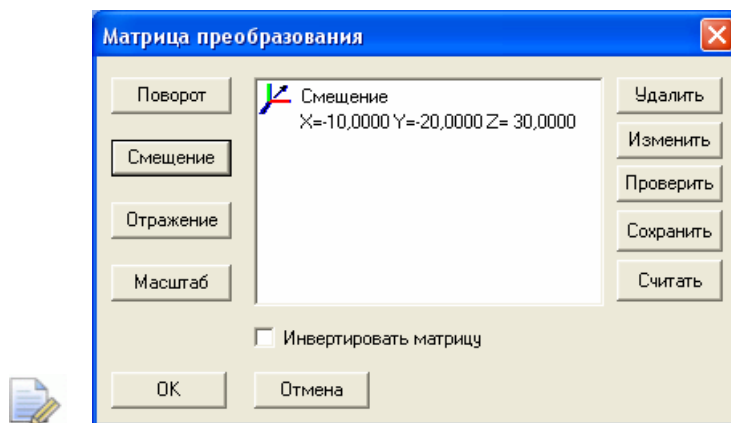 Матрица преобразования
Поворот
Смещение
Отражение
Масштаб
Смещение
X=-10,0000 Y=-20,0000 Z= 30,0000
Удалить
Изменить
Проверить
Сохранить
Считать
Инвертировать матрицу
OK
Отмена